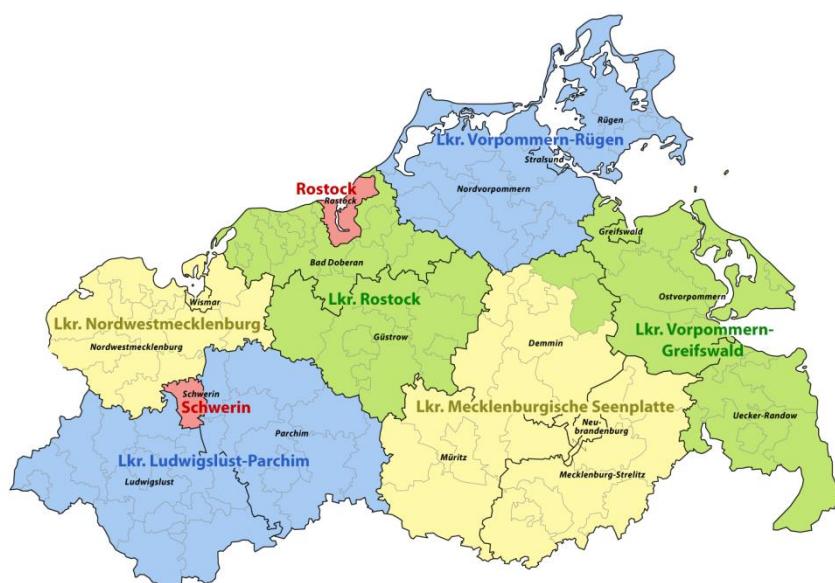 Rügen
Lkr. Vorpommern-Rügen
Stralsund
Nordvorpommern
Rostock
Rostock
Greifswald
Bad Doberan
Lkr. Rostock
Wismar
Lkr. Nordwestmecklenburg
Nordwestmecklenburg
Güstrow
Ostvorpommern
Lkr. Vorpommern-
Greifswald
Demmin
Schwerin
Schwerin
Lkr. Mecklenburgische Seenplatte
Neu-
brandenburg
Uecker-Randow
Parchim
Lkr. Ludwigslust-Parchim
Ludwigslust
Müritz
Mecklenburg-Strelitz